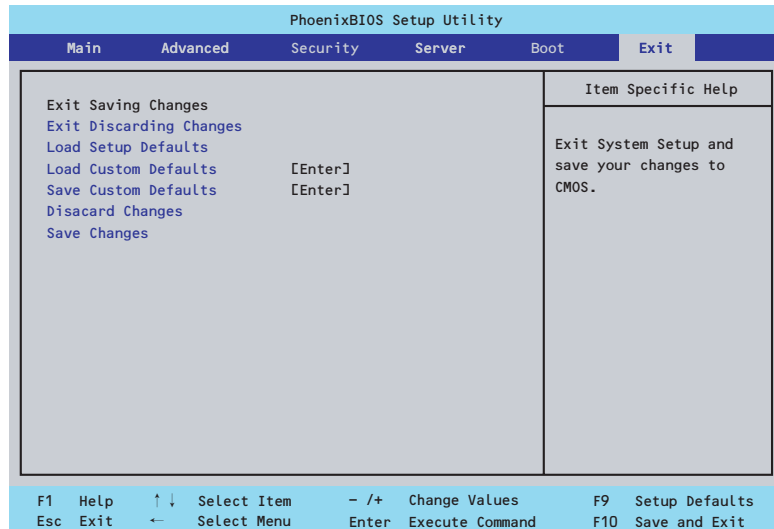 PhoenixBIOS Setup Utility
Main Advanced Security Server Boot Exit
Item Specific Help
Exit Saving Changes
Exit Discarding Changes
Load Setup Defaults
Load Custom Defaults [Enter]
Save Custom Defaults [Enter]
Disacard Changes
Save Changes
Exit System Setup and
save your changes to
CMOS.
F1 Help ↑↓ Select Item - /+ Change Values F9 Setup Defaults
Esc Exit ← Select Menu Enter Execute Command F10 Save and Exit